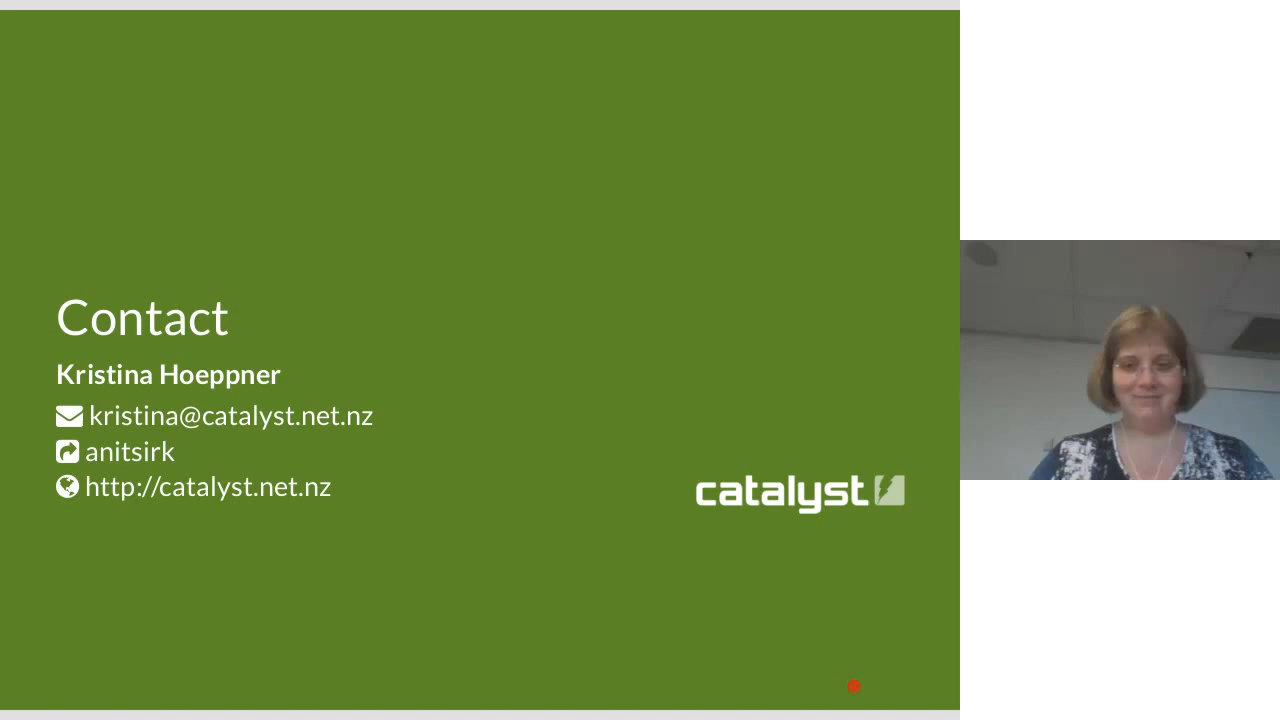 Contact
Kristina Hoeppner
kristina@catalyst.net.nz
anitsirk
http://catalyst.net.nz
catalyst